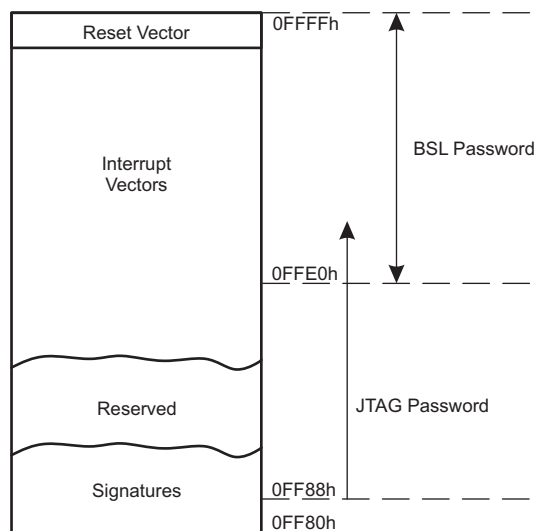 Reset Vector
0FFFFh
BSL Password
Interrupt
Vectors
0FFE0h
Reserved
JTAG Password
Signatures
0FF88h
0FF80h